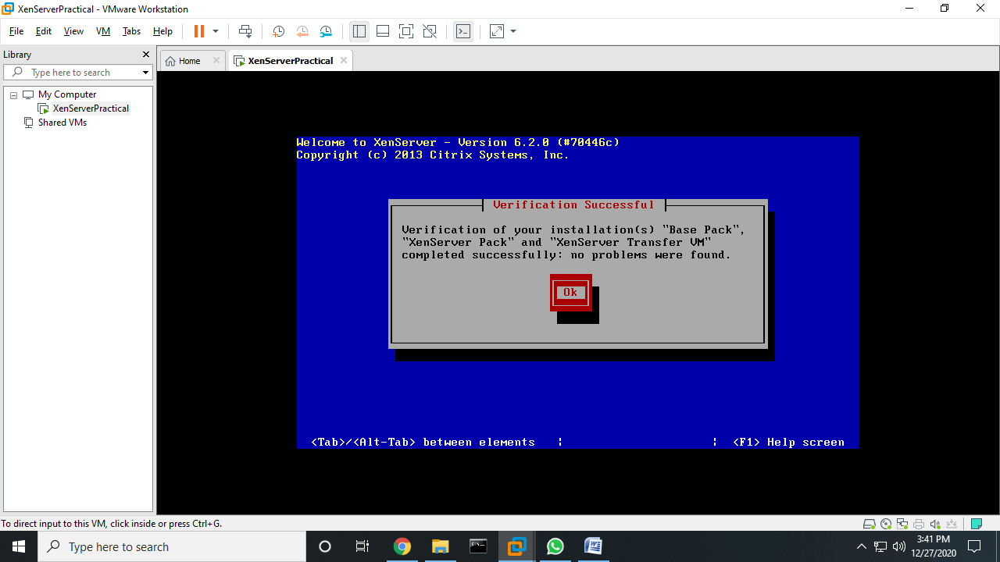 XenServerPractical - VMware Workstation
File Edit View VM Tabs Help
Library
Type here to search
My Computer
XenServerPractical
Shared VMs
Home
XenServerPractical
Welcome to XenServer - Version 6.2.0 (#70446c)
Copyright (c) 2013 Citrix Systems, Inc.
Verification Successful
Verification of your installation(s) "Base Pack",
"XenServer Pack" and "XenServer Transfer VM"
completed successfully: no problems were found.
Ok
<Tab>/<Alt-Tab> between elements | | <F1> Help screen
To direct input to this VM, click inside or press Ctrl+G.
Type here to search
3:41 PM
12/27/2020